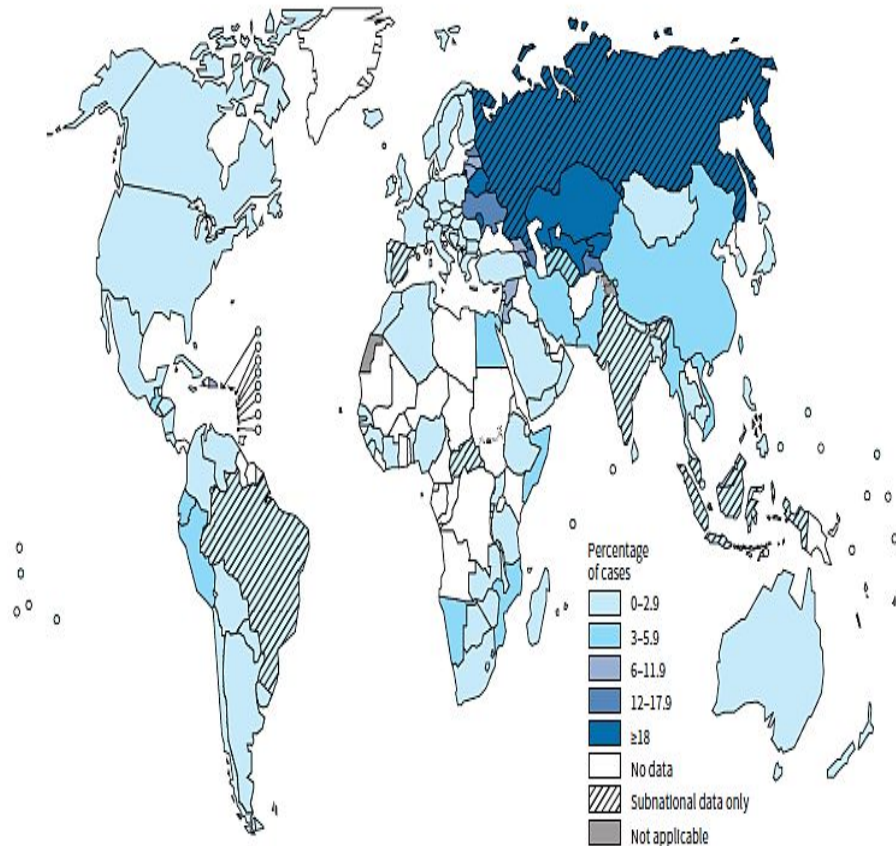 Percentage
of cases
0–2.9
3–5.9
6–11.9
12–17.9
≥18
No data
Subnational data only
Not applicable